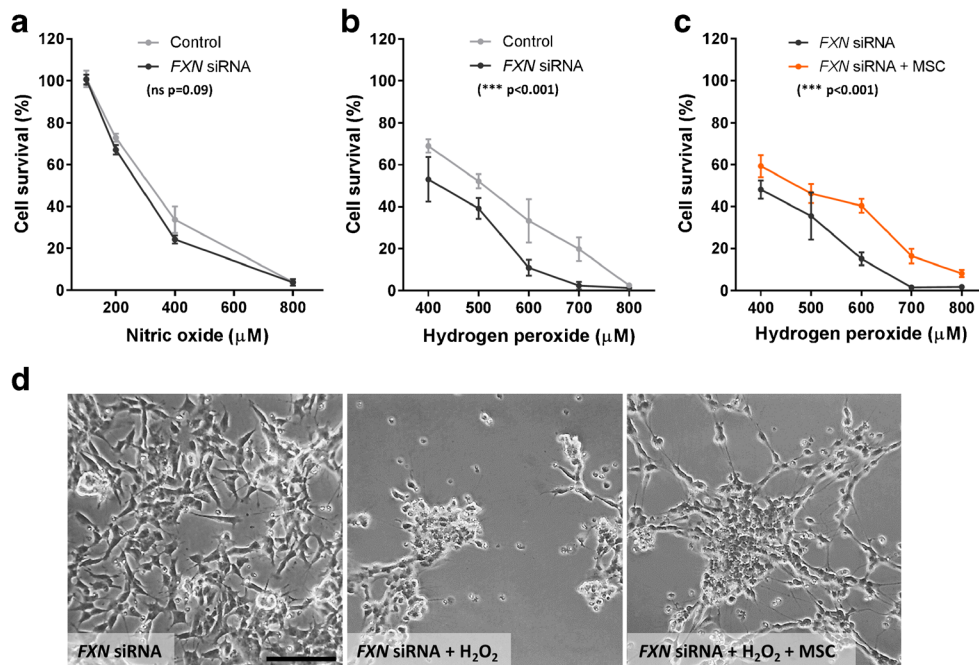 a
120
100
80
60
40
20
0
Cell survival (%)
Control
FXN siRNA
(ns p=0.09)
200 400 600 800
Nitric oxide (μM)
b
120
100
80
60
40
20
0
Cell survival (%)
Control
FXN siRNA
(*** p<0.001)
400 500 600 700 800
Hydrogen peroxide (μM)
c
120
100
80
60
40
20
0
Cell survival (%)
FXN siRNA
FXN siRNA + MSC
(*** p<0.001)
400 500 600 700 800
Hydrogen peroxide (μM)
d
FXN siRNA
FXN siRNA + H₂O₂
FXN siRNA + H₂O₂ + MSC